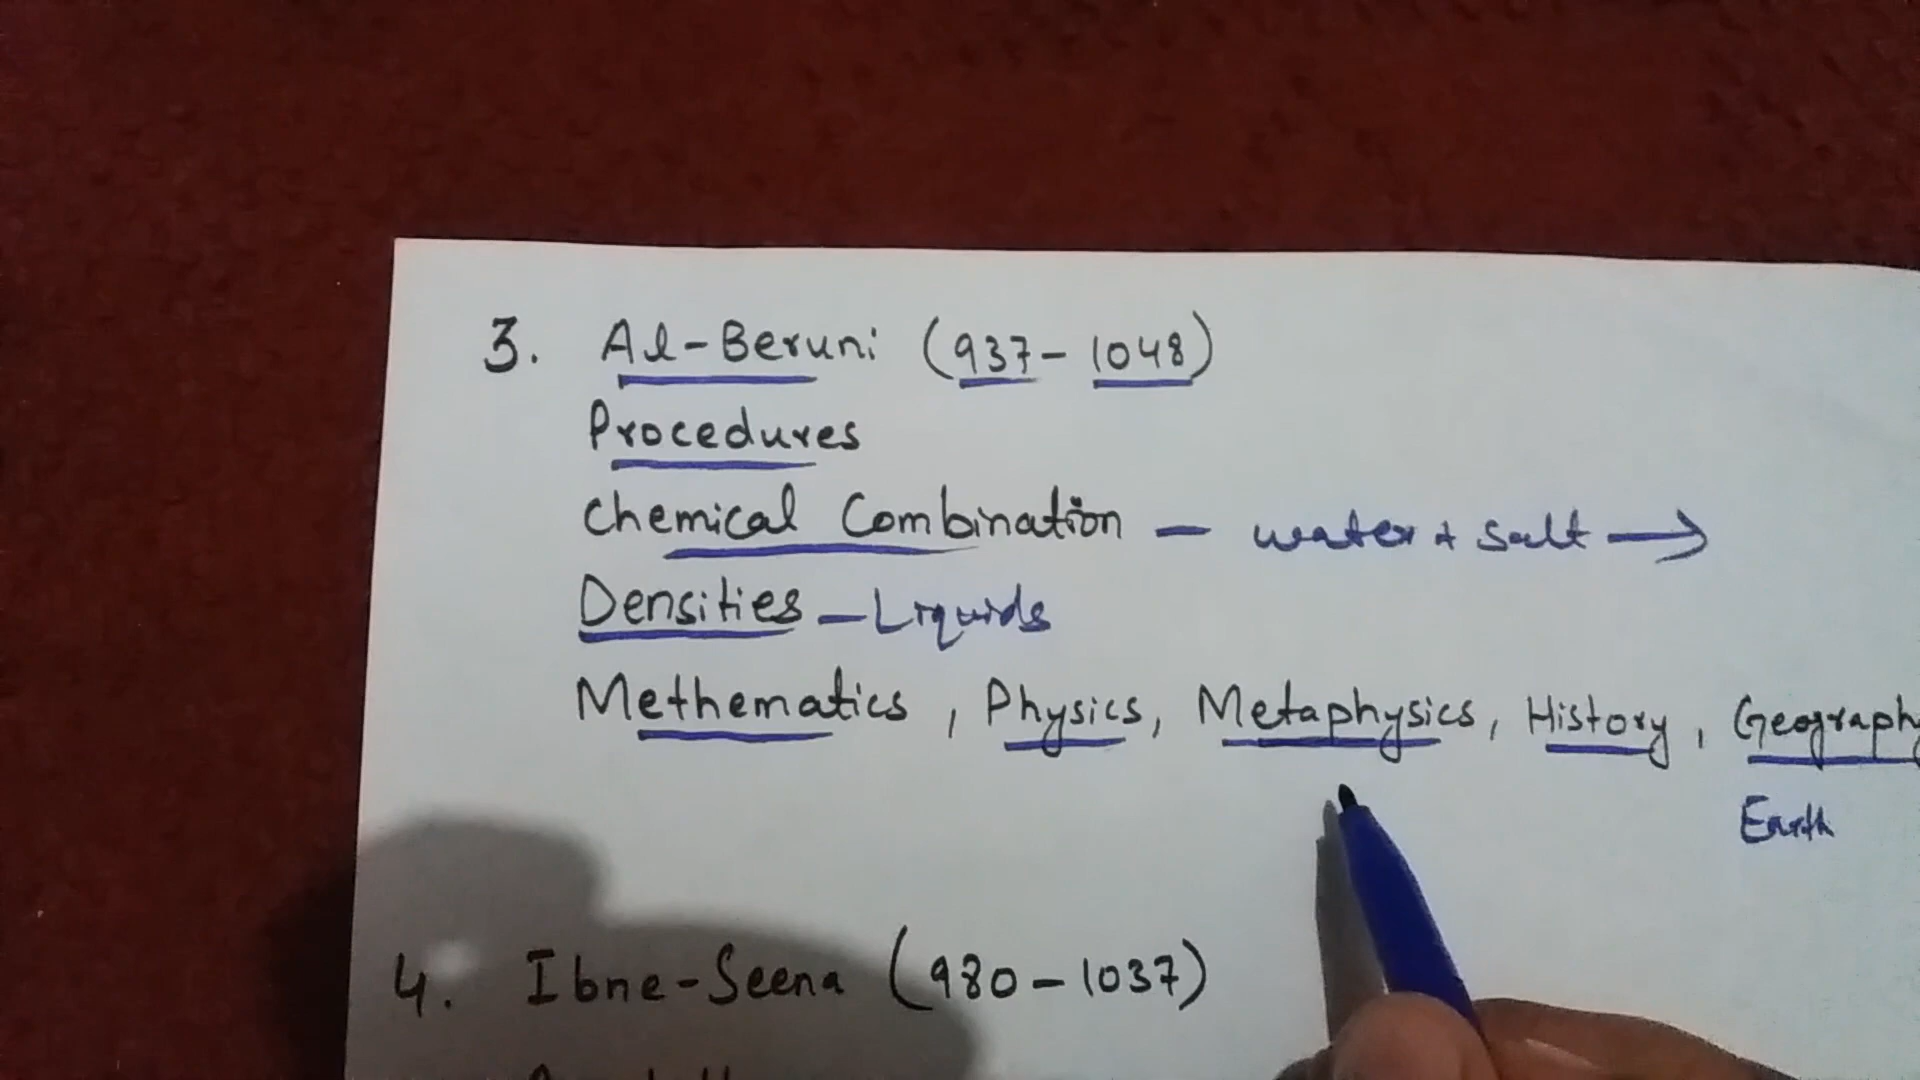 3. Al-Beruni (937-1048)
Procedures
Chemical Combination - water + salt →
Densities - Liquids
Methematics, Physics, Metaphysics, History, Geography
Earth
4. Ibne-Seena (980-1037)